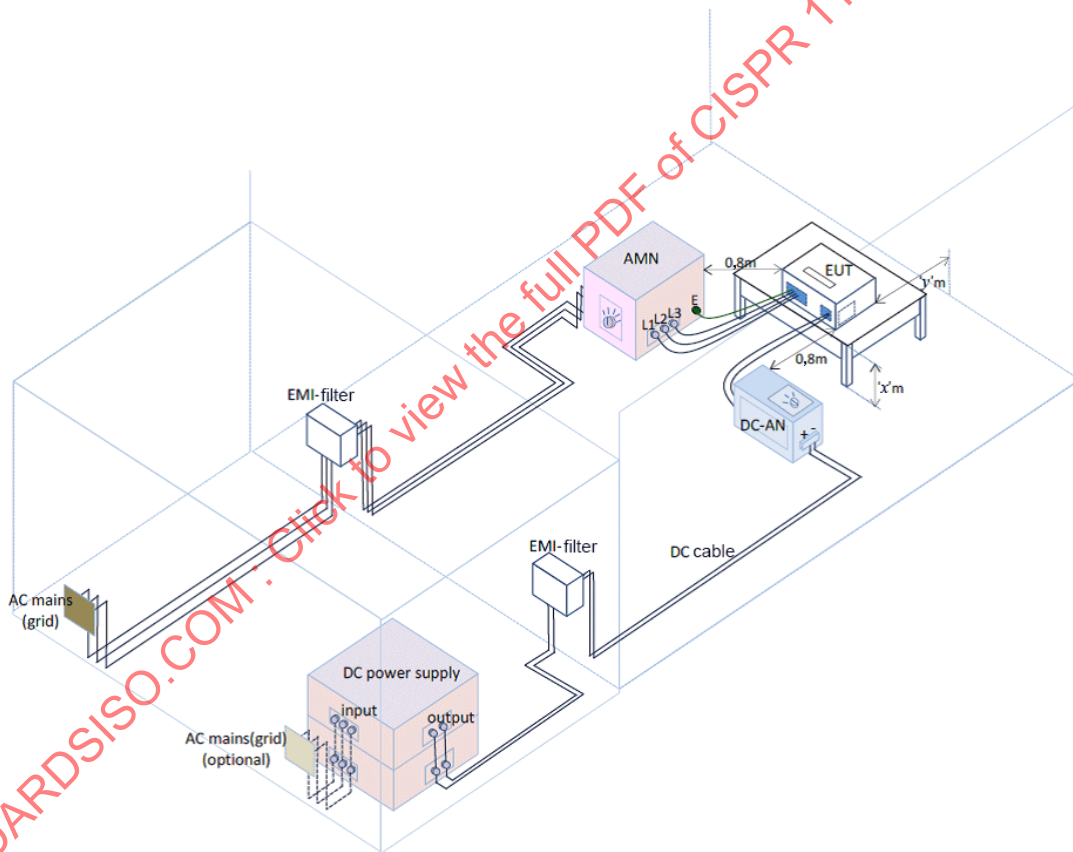 AMN
0,8m
EUT
'y'm
E
L1 L2 L3
0,8m
'x'm
EMI-filter
DC-AN
+ -
EMI-filter
DC cable
AC mains
(grid)
DC power supply
input
output
AC mains(grid)
(optional)
ARDSISO.COM . Click to view the full PDF of CISPR 11